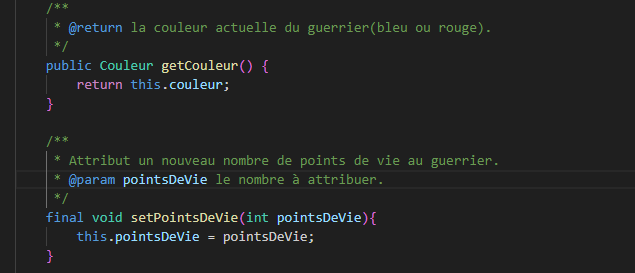 /**
 * @return la couleur actuelle du guerrier(bleu ou rouge).
 */
public Couleur getCouleur() {
    return this.couleur;
}

/**
 * Attribut un nouveau nombre de points de vie au guerrier.
 * @param pointsDeVie le nombre à attribuer.
 */
final void setPointsDeVie(int pointsDeVie){
    this.pointsDeVie = pointsDeVie;
}